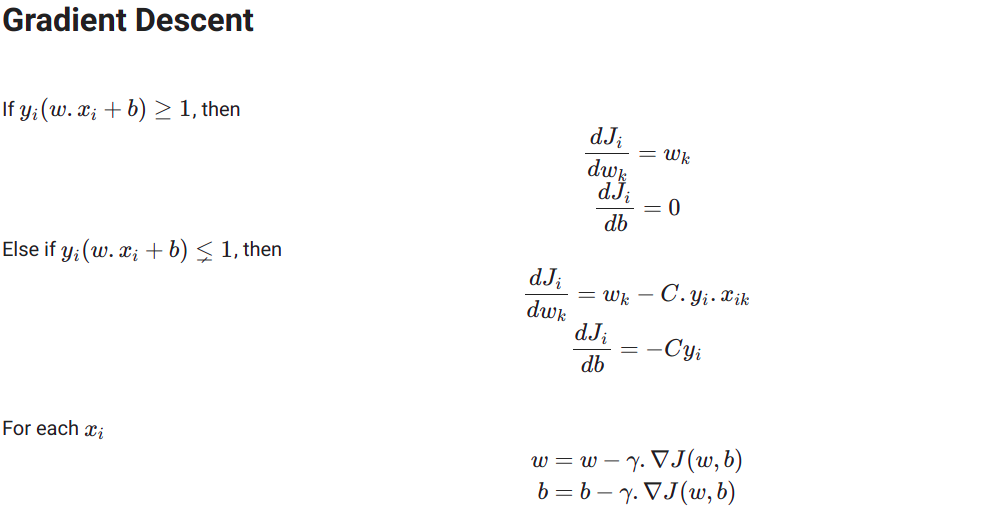 Gradient Descent
If $y_i(w.x_i + b) \geq 1$, then
$\frac{dJ_i}{dw_k} = w_k$
$\frac{dJ_i}{db} = 0$
Else if $y_i(w.x_i + b) \lneq 1$, then
$\frac{dJ_i}{dw_k} = w_k - C.y_i.x_{ik}$
$\frac{dJ_i}{db} = -Cy_i$
For each $x_i$
$w = w - \gamma.\nabla J(w, b)$
$b = b - \gamma.\nabla J(w, b)$